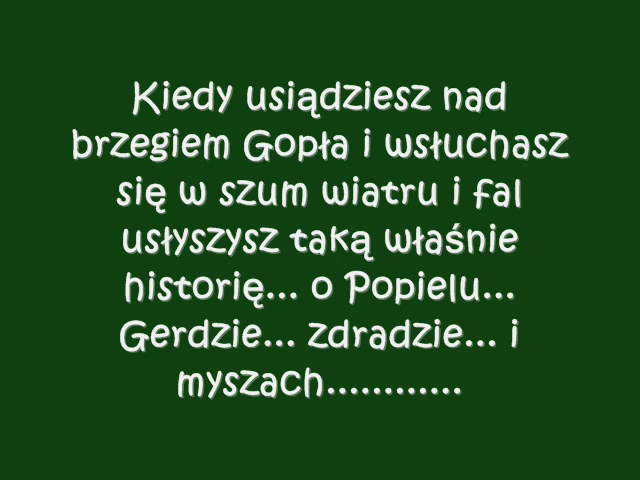 Kiedy usiądziesz nad
brzegiem Gopła i wsłuchasz
się w szum wiatru i fal
usłyszysz taką właśnie
historię... o Popielu...
Gerdzie... zdradzie... i
myszach............